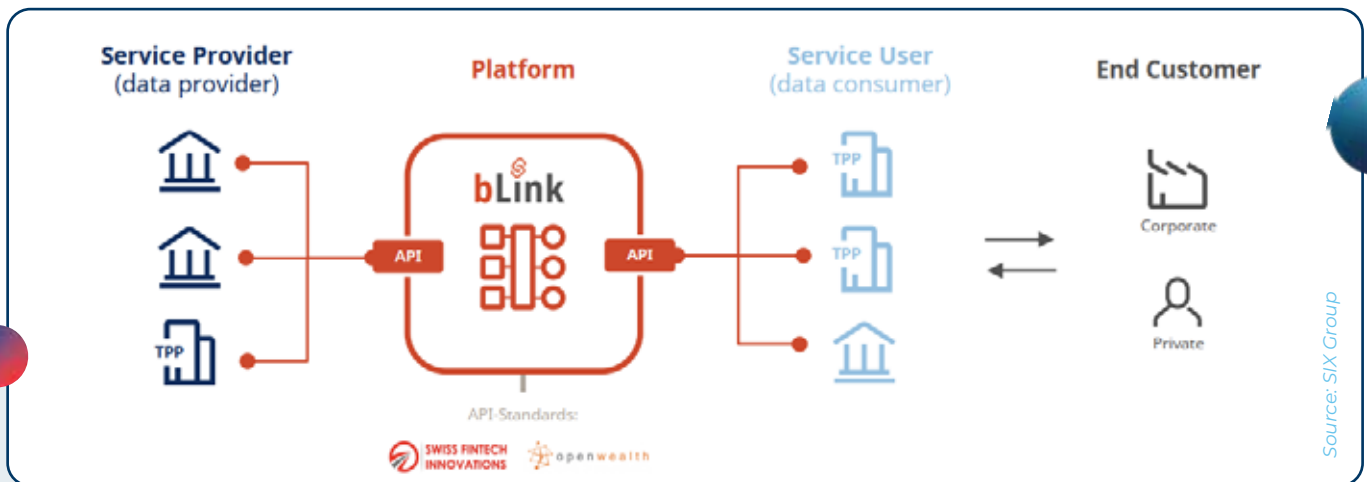 Service Provider
(data provider)
Platform
Service User
(data consumer)
End Customer
bLink
API
API
TPP
TPP
TPP
Corporate
Private
API-Standards:
SWISS FINTECH
INNOVATIONS
openwealth
Source: SIX Group